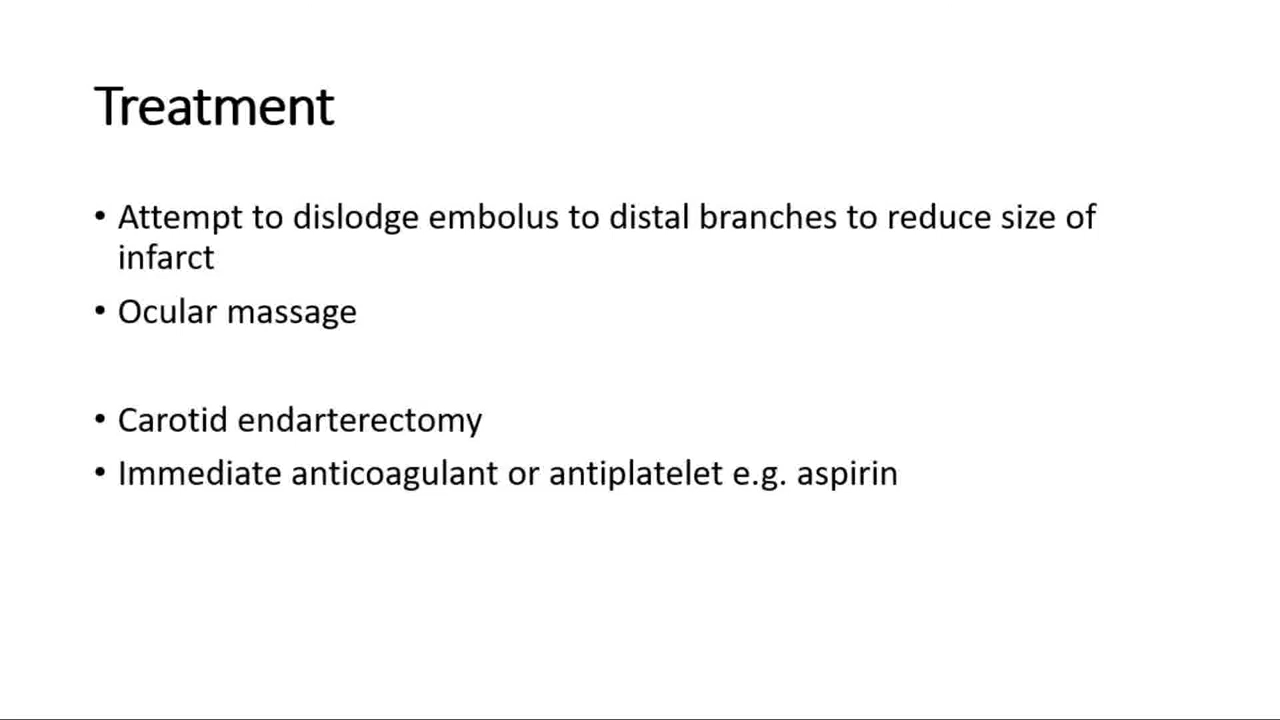 Treatment
• Attempt to dislodge embolus to distal branches to reduce size of
infarct
• Ocular massage
• Carotid endarterectomy
• Immediate anticoagulant or antiplatelet e.g. aspirin